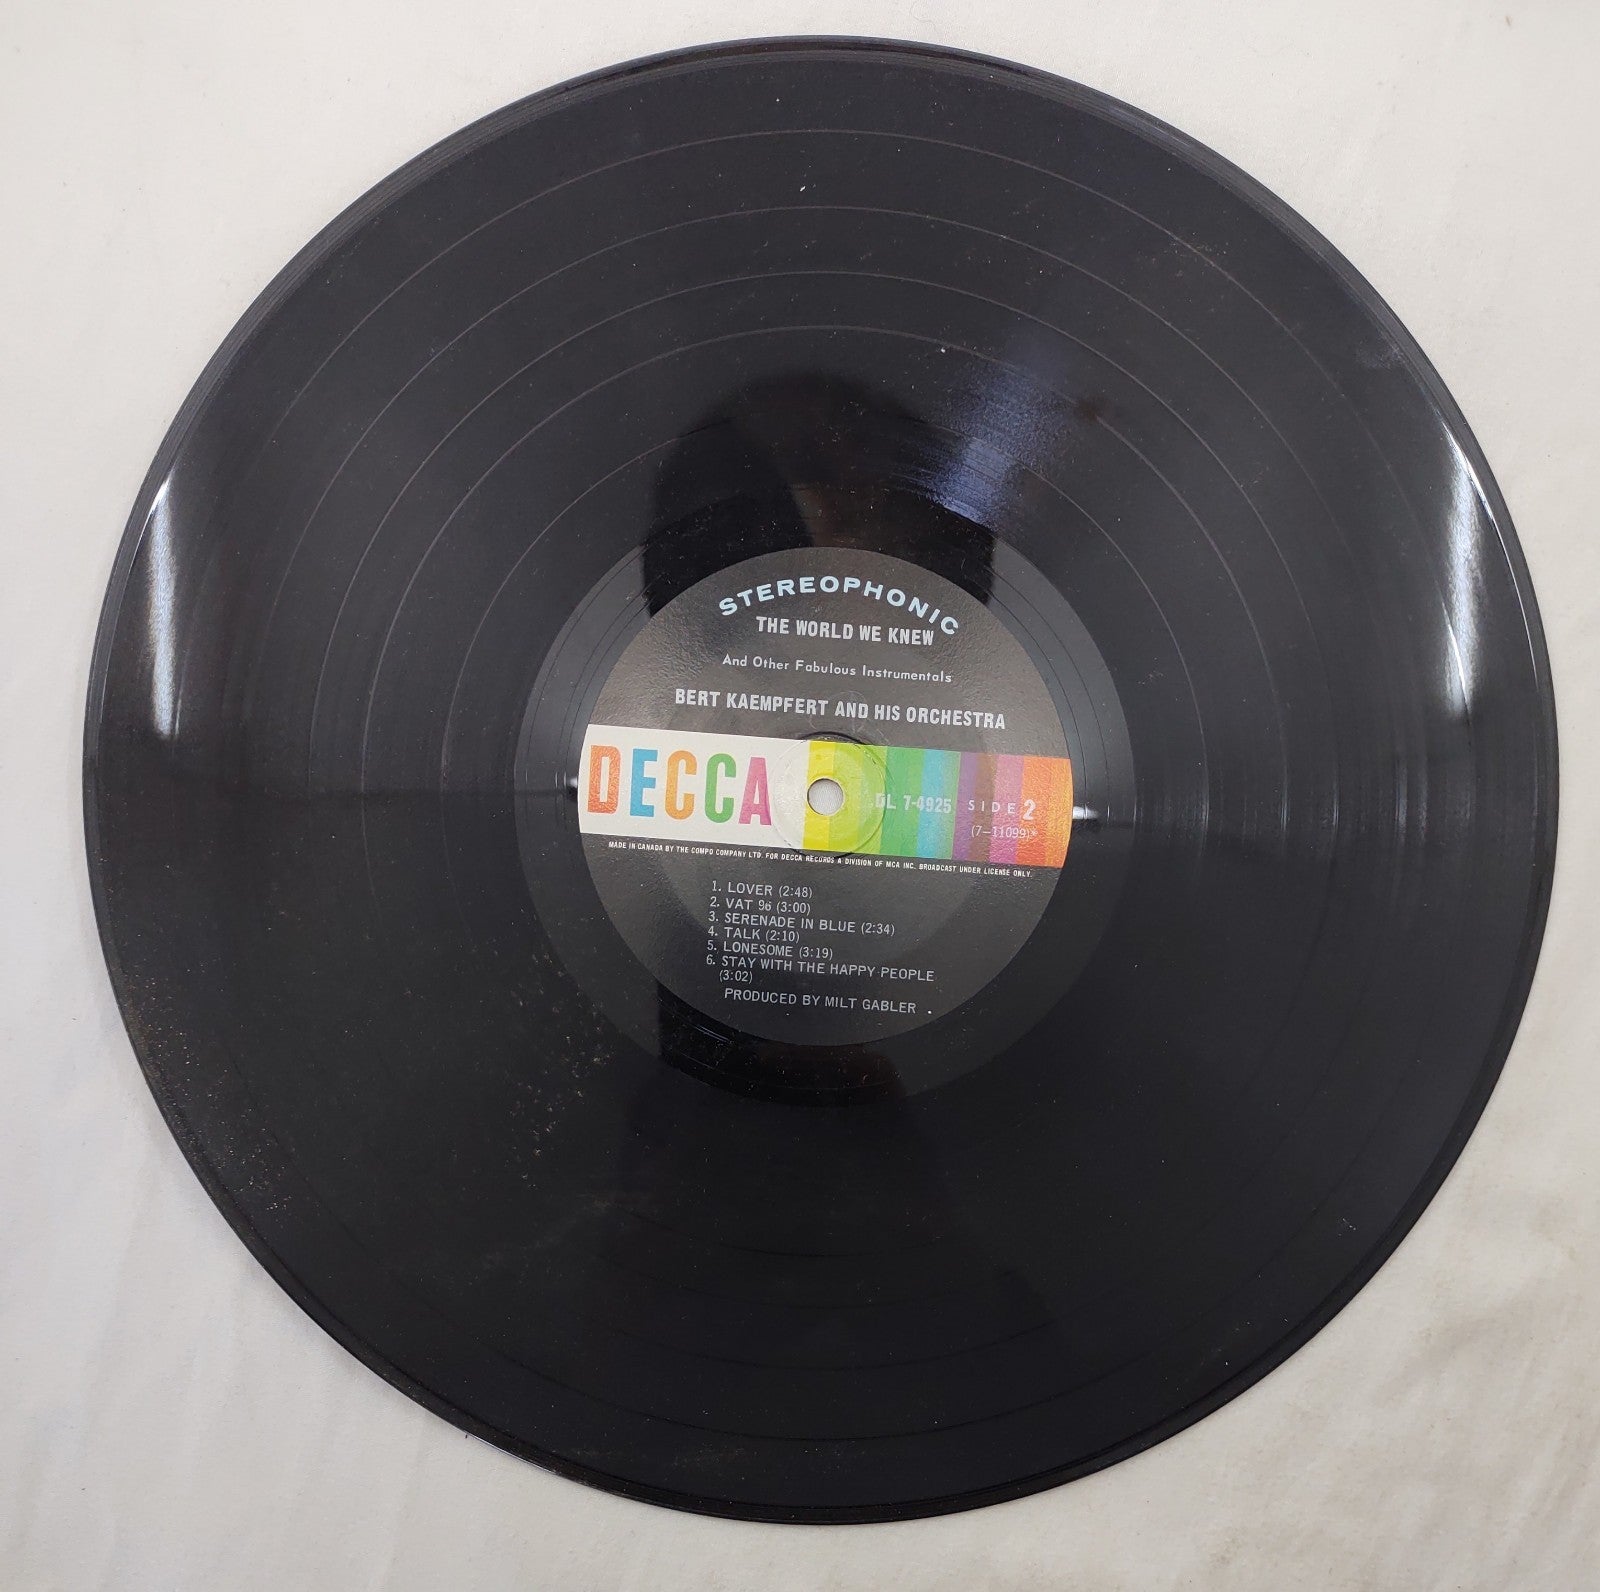 STEREOPHONIC
THE WORLD WE KNEW
And Other Fabulous Instrumentals
BERT KAEMPFERT AND HIS ORCHESTRA
DECCA DL 7-4925 SIDE 2
(7-11099)*
MADE IN CANADA BY THE COMPO COMPANY LTD. FOR DECCA RECORDS A DIVISION OF MCA INC. BROADCAST UNDER LICENSE ONLY.
1. LOVER (2:48)
2. VAT 96 (3:00)
3. SERENADE IN BLUE (2:34)
4. TALK (2:10)
5. LONESOME (3:19)
6. STAY WITH THE HAPPY PEOPLE
(3:02)
PRODUCED BY MILT GABLER